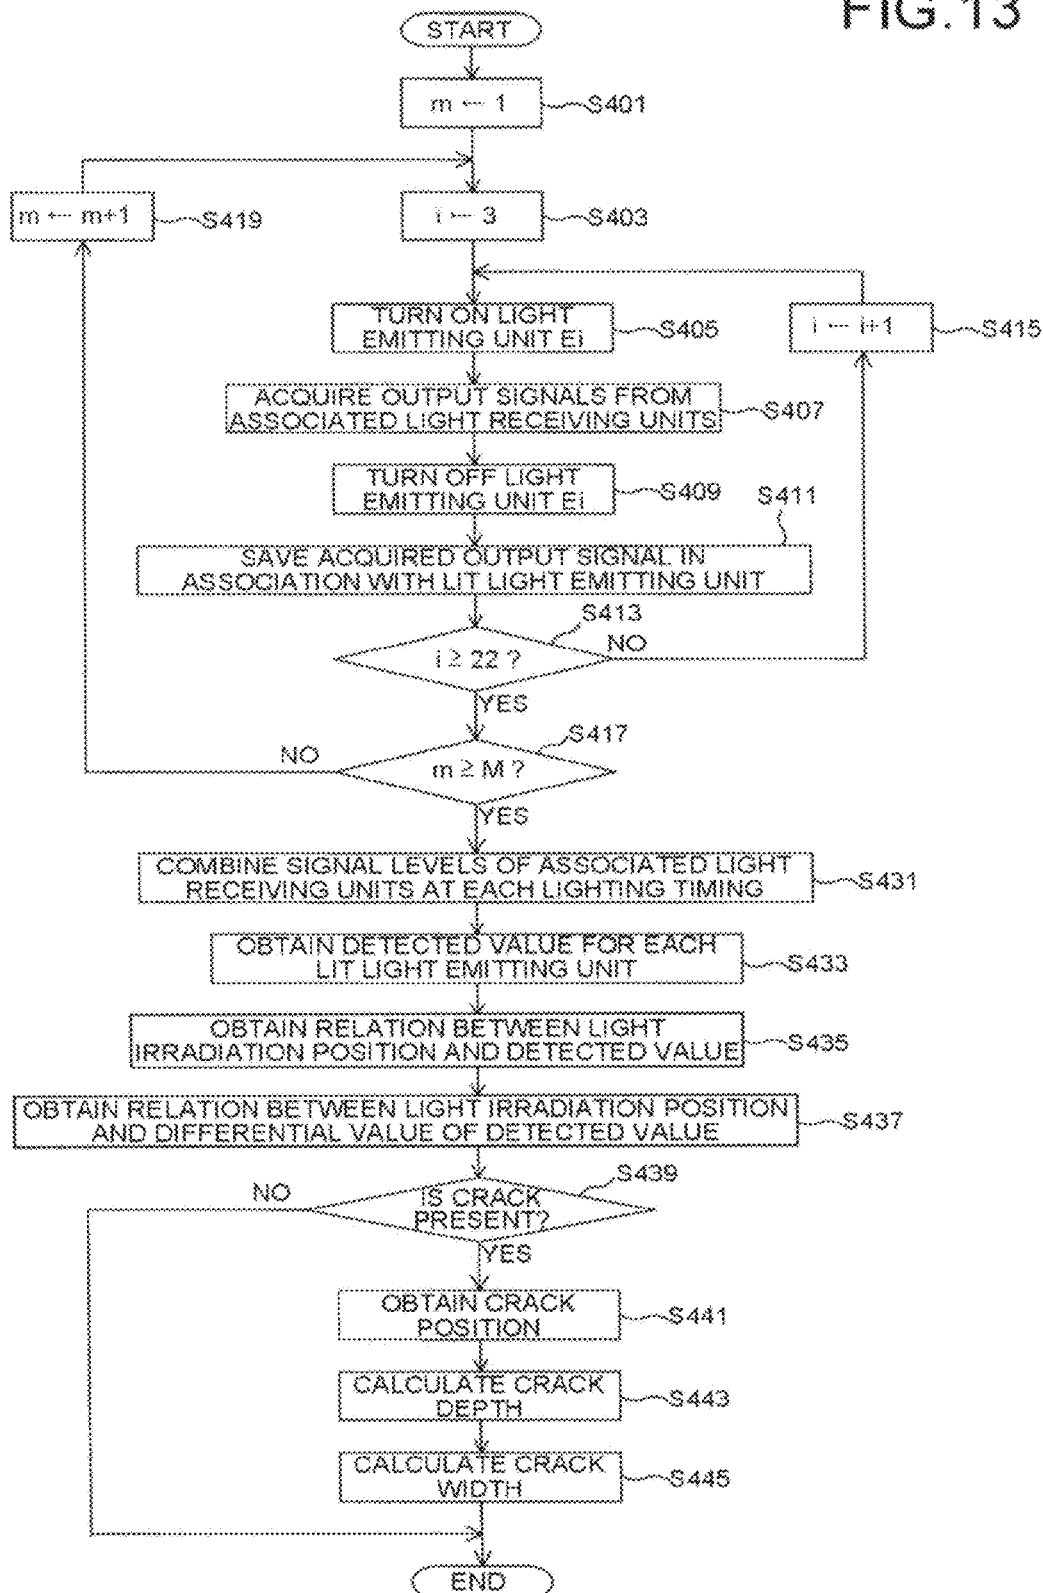 FIG.13
START
m ← 1
S401
m ← m+1
S419
i ← 3
S403
TURN ON LIGHT
EMITTING UNIT Ei
S405
i ← i+1
S415
ACQUIRE OUTPUT SIGNALS FROM
ASSOCIATED LIGHT RECEIVING UNITS
S407
TURN OFF LIGHT
EMITTING UNIT Ei
S409
S411
SAVE ACQUIRED OUTPUT SIGNAL IN
ASSOCIATION WITH LIT LIGHT EMITTING UNIT
S413
i ≥ 22 ?
NO
YES
S417
NO
m ≥ M ?
YES
COMBINE SIGNAL LEVELS OF ASSOCIATED LIGHT
RECEIVING UNITS AT EACH LIGHTING TIMING
S431
OBTAIN DETECTED VALUE FOR EACH
LIT LIGHT EMITTING UNIT
S433
OBTAIN RELATION BETWEEN LIGHT
IRRADIATION POSITION AND DETECTED VALUE
S435
OBTAIN RELATION BETWEEN LIGHT IRRADIATION POSITION
AND DIFFERENTIAL VALUE OF DETECTED VALUE
S437
S439
NO
IS CRACK
PRESENT?
YES
OBTAIN CRACK
POSITION
S441
CALCULATE CRACK
DEPTH
S443
CALCULATE CRACK
WIDTH
S445
END